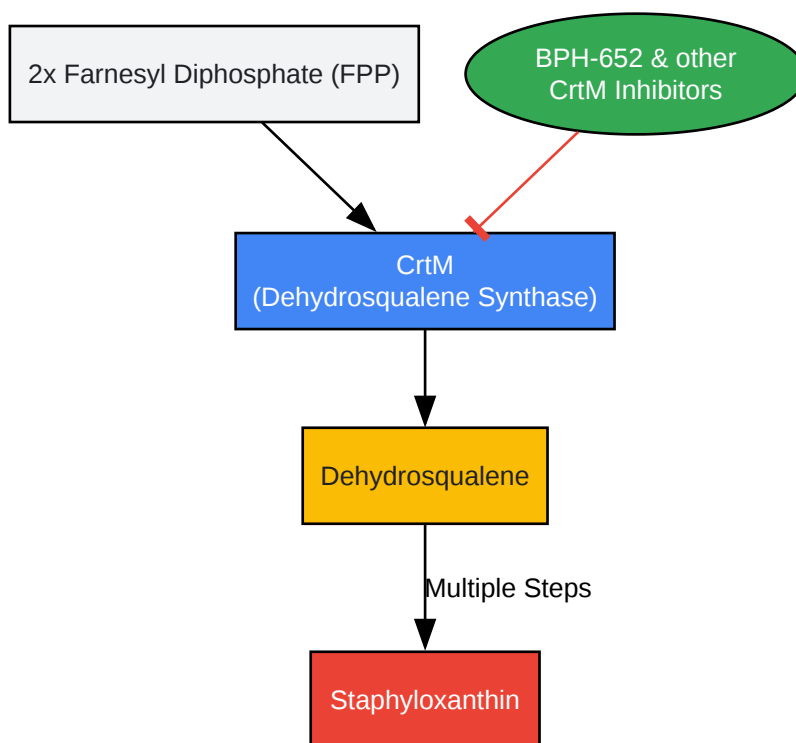 2x Farnesyl Diphosphate (FPP)
BPH-652 & other
CrtM Inhibitors
CrtM
(Dehydrosqualene Synthase)
Dehydrosqualene
Multiple Steps
Staphyloxanthin